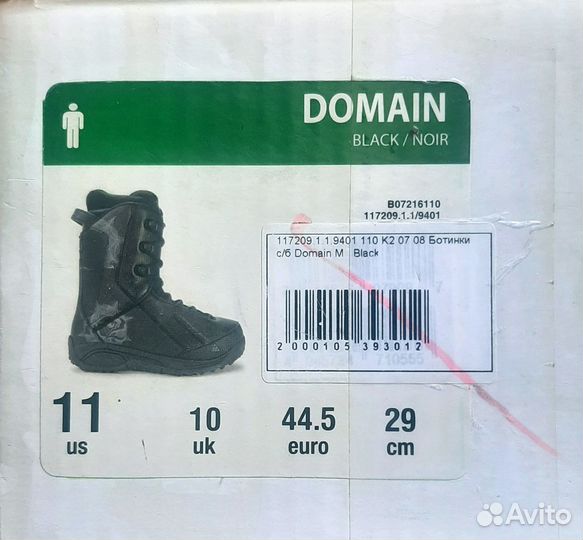 DOMAIN
BLACK / NOIR
B07216110
117209.1.1/9401
117209 1.1.9401 110 K2 07 08 Ботинки
с/б Domain M Black
2 000105 393012
710555
11 10 44.5 29
us uk euro cm
Avito